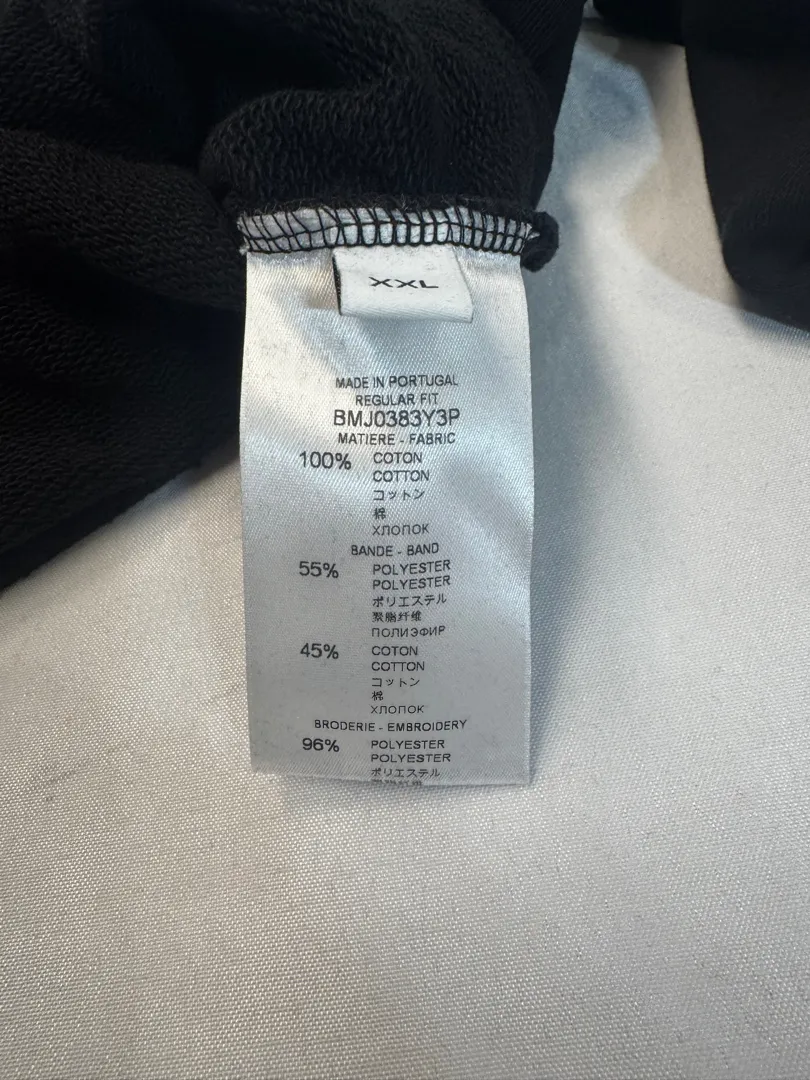 XXL
MADE IN PORTUGAL
REGULAR FIT
BMJ0383Y3P
MATIERE - FABRIC
100% COTON
COTTON
コットン
棉
ХЛОПОК
BANDE - BAND
55% POLYESTER
POLYESTER
ポリエステル
聚脂纤维
ПОЛИЭФИР
45% COTON
COTTON
コットン
棉
ХЛОПОК
BRODERIE - EMBROIDERY
96% POLYESTER
POLYESTER
ポリエステル